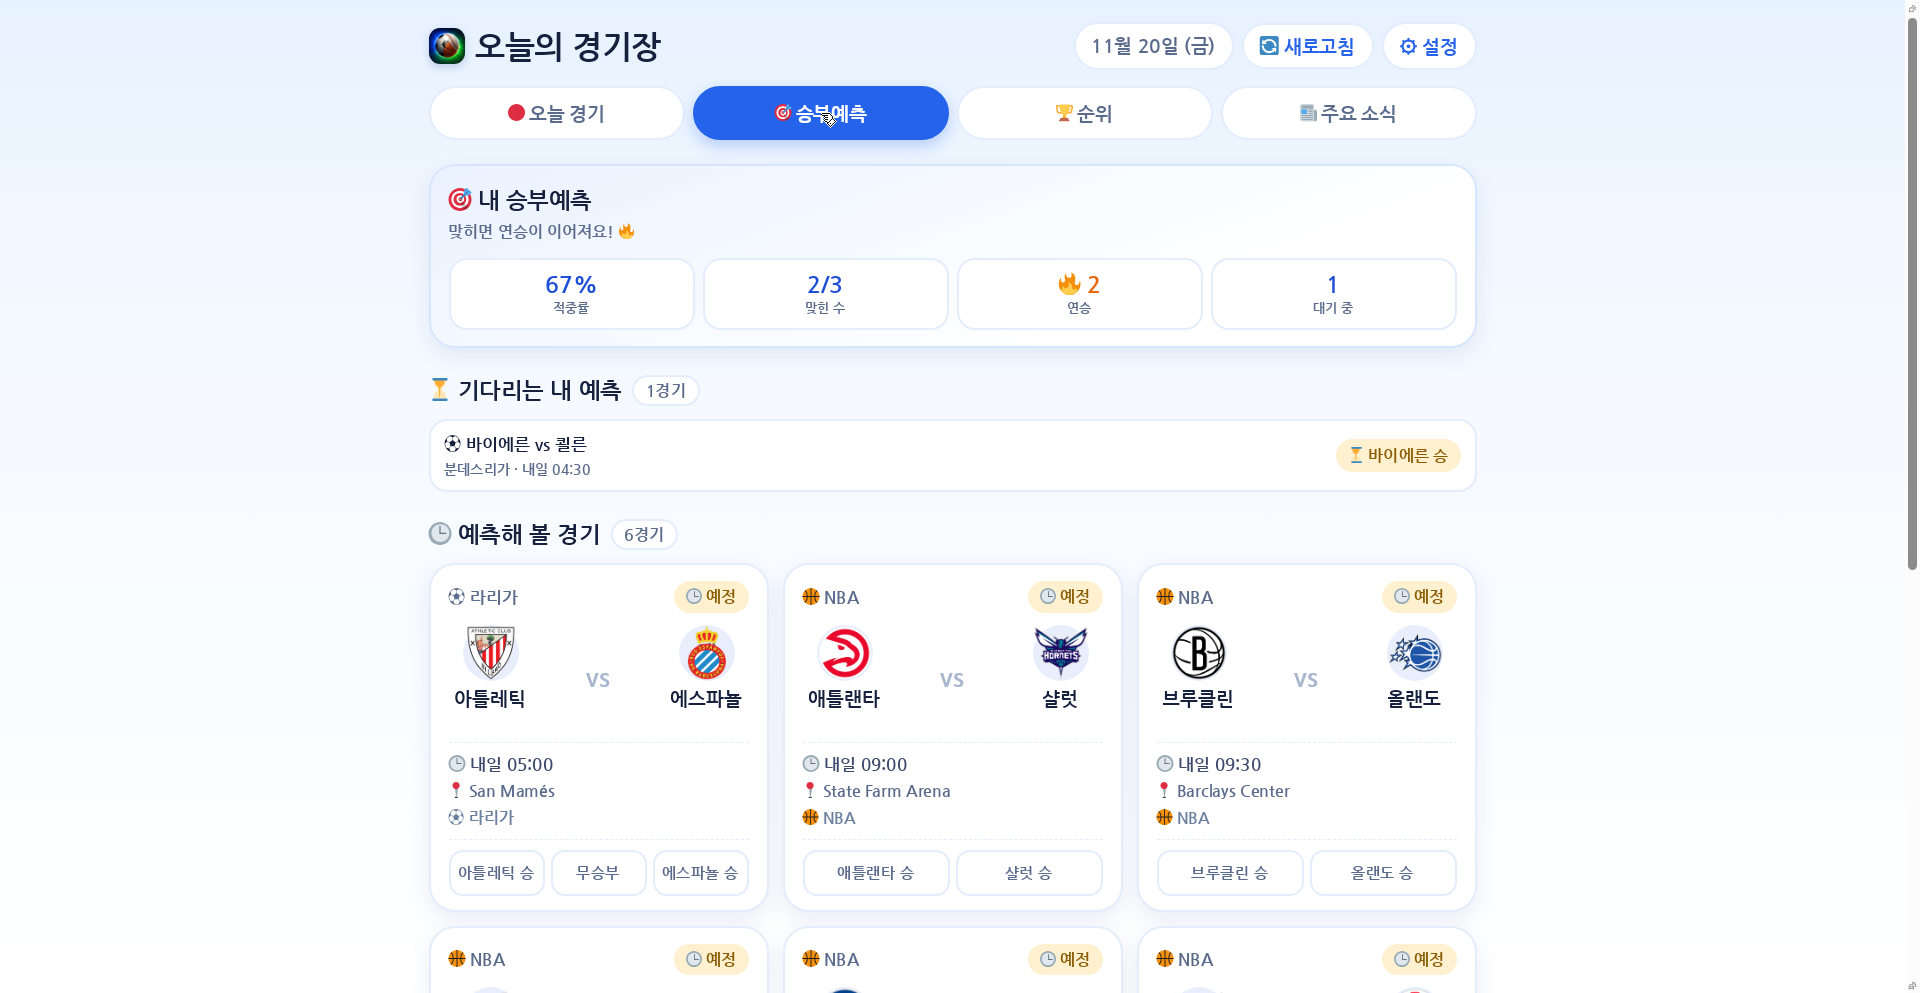 오늘의 경기장
11월 20일 (금)
새로고침
설정
오늘 경기
승부예측
순위
주요 소식
내 승부예측
맞히면 연승이 이어져요!
67%
적중률
2/3
맞힌 수
2
연승
1
대기 중
기다리는 내 예측
1경기
바이에른 vs 쾰른
분데스리가 · 내일 04:30
바이에른 승
예측해 볼 경기
6경기
라리가
예정
ATHLETIC CLUB
아틀레틱
VS
에스파뇰
내일 05:00
San Mamés
라리가
아틀레틱 승
무승부
에스파뇰 승
NBA
예정
HORNETS
애틀랜타
VS
샬럿
내일 09:00
State Farm Arena
NBA
애틀랜타 승
샬럿 승
NBA
예정
B
브루클린
VS
올랜도
내일 09:30
Barclays Center
NBA
브루클린 승
올랜도 승
NBA
예정
NBA
예정
NBA
예정